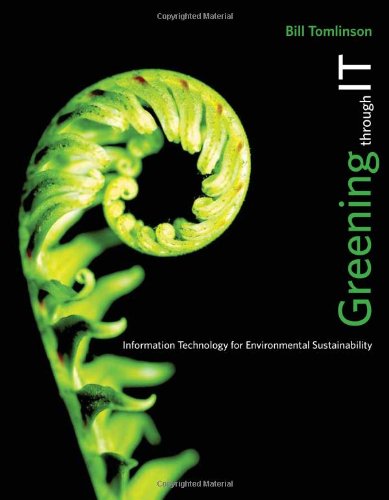 Copyrighted Material
Bill Tomlinson
Greening through IT
Information Technology for Environmental Sustainability
Copyrighted Material